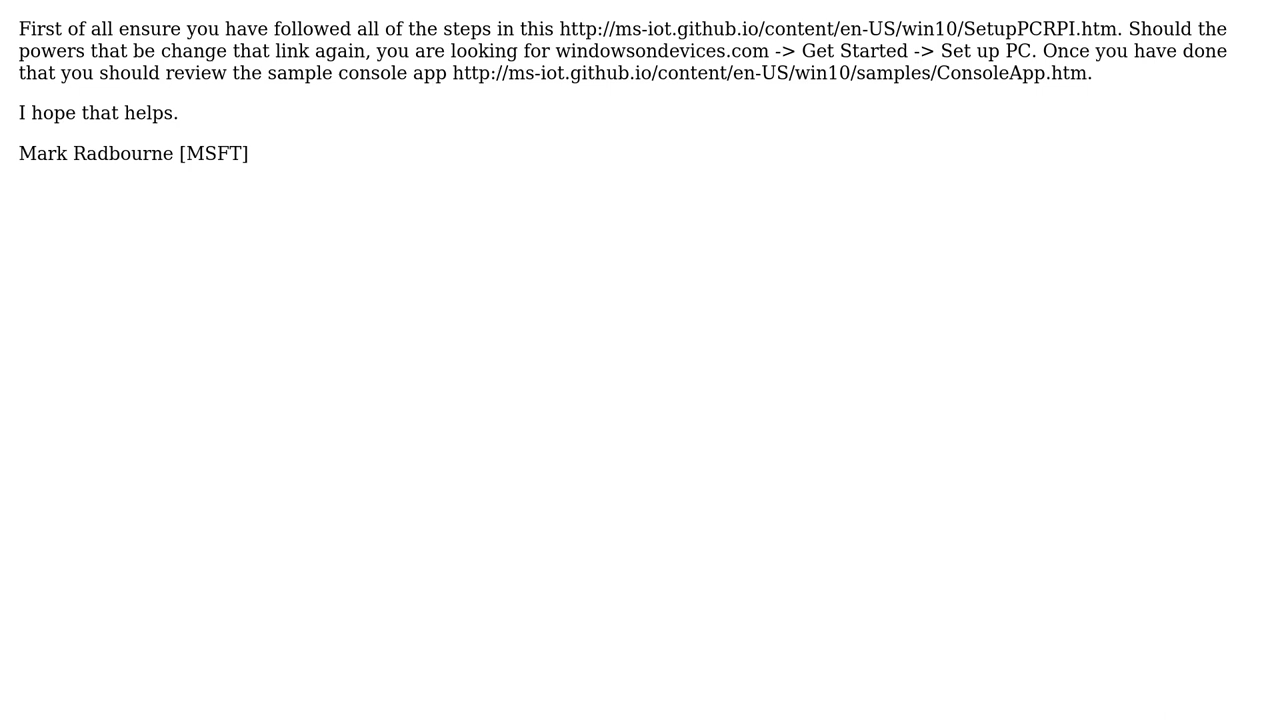 First of all ensure you have followed all of the steps in this http://ms-iot.github.io/content/en-US/win10/SetupPCRPI.htm. Should the
powers that be change that link again, you are looking for windowsondevices.com -> Get Started -> Set up PC. Once you have done
that you should review the sample console app http://ms-iot.github.io/content/en-US/win10/samples/ConsoleApp.htm.
I hope that helps.
Mark Radbourne [MSFT]